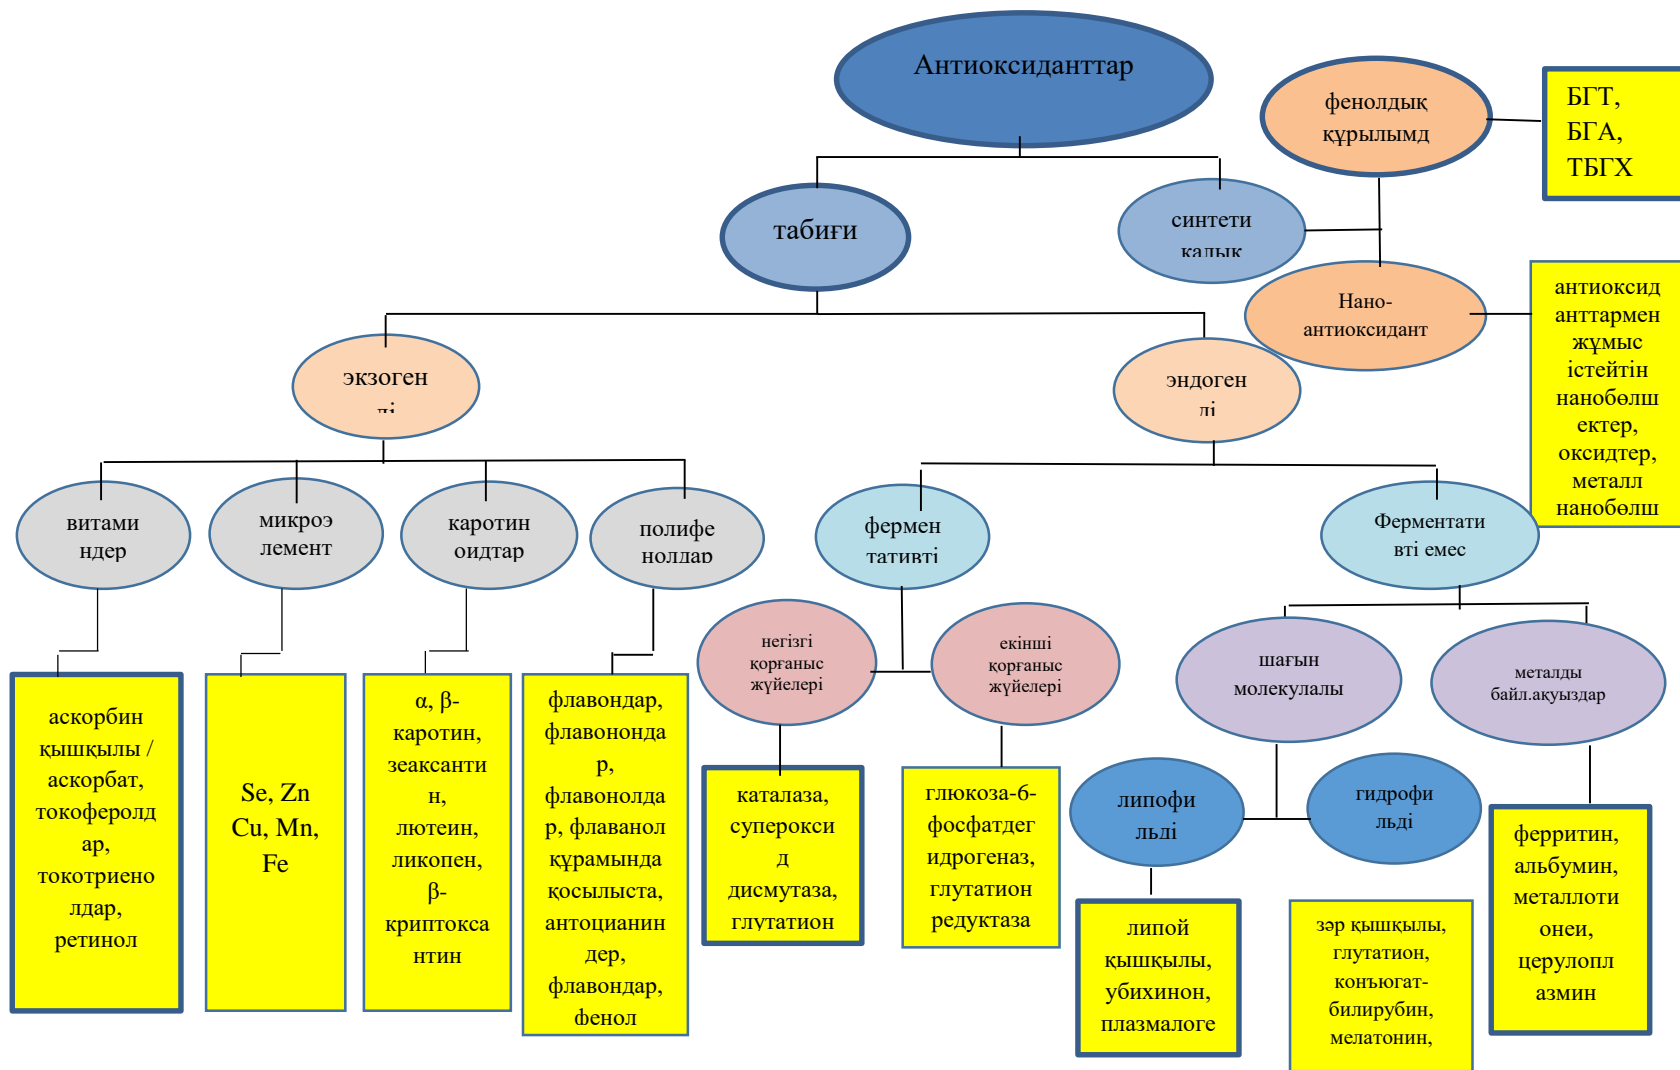 Антиоксиданттар
фенолдық
құрылымд
БГТ,
БГА,
ТБГХ
табиғи
синтети
калық
Нано-
антиоксидант
антиоксид
анттармен
жұмыс
істейтін
нанобөлш
ектер,
оксидтер,
металл
нанобөлш
экзоген
ді
эндоген
ді
витами
ндер
микроэ
лемент
каротин
оидтар
полифе
нолдар
фермен
тативті
Ферментати
вті емес
негізгі
қорғаныс
жүйелері
екінші
қорғаныс
жүйелері
шағын
молекулалы
металды
байл.ақуыздар
аскорбин
қышқылы /
аскорбат,
токоферолд
ар,
токотриено
лдар,
ретинол
Se, Zn
Cu, Mn,
Fe
α, β-
каротин,
зеаксанти
н,
лютеин,
ликопен,
β-
криптокса
нтин
флавондар,
флавононда
р,
флавонолда
р, флаванол
құрамында
қосылыста,
антоцианин
дер,
флавондар,
фенол
каталаза,
суперокси
д
дисмутаза,
глутатион
глюкоза-6-
фосфатдег
идрогеназ,
глутатион
редуктаза
липофи
льді
гидрофи
льді
липой
қышқылы,
убихинон,
плазмалоге
зәр қышқылы,
глутатион,
конъюгат-
билирубин,
мелатонин,
ферритин,
альбумин,
металлоти
онеи,
церулопл
азмин